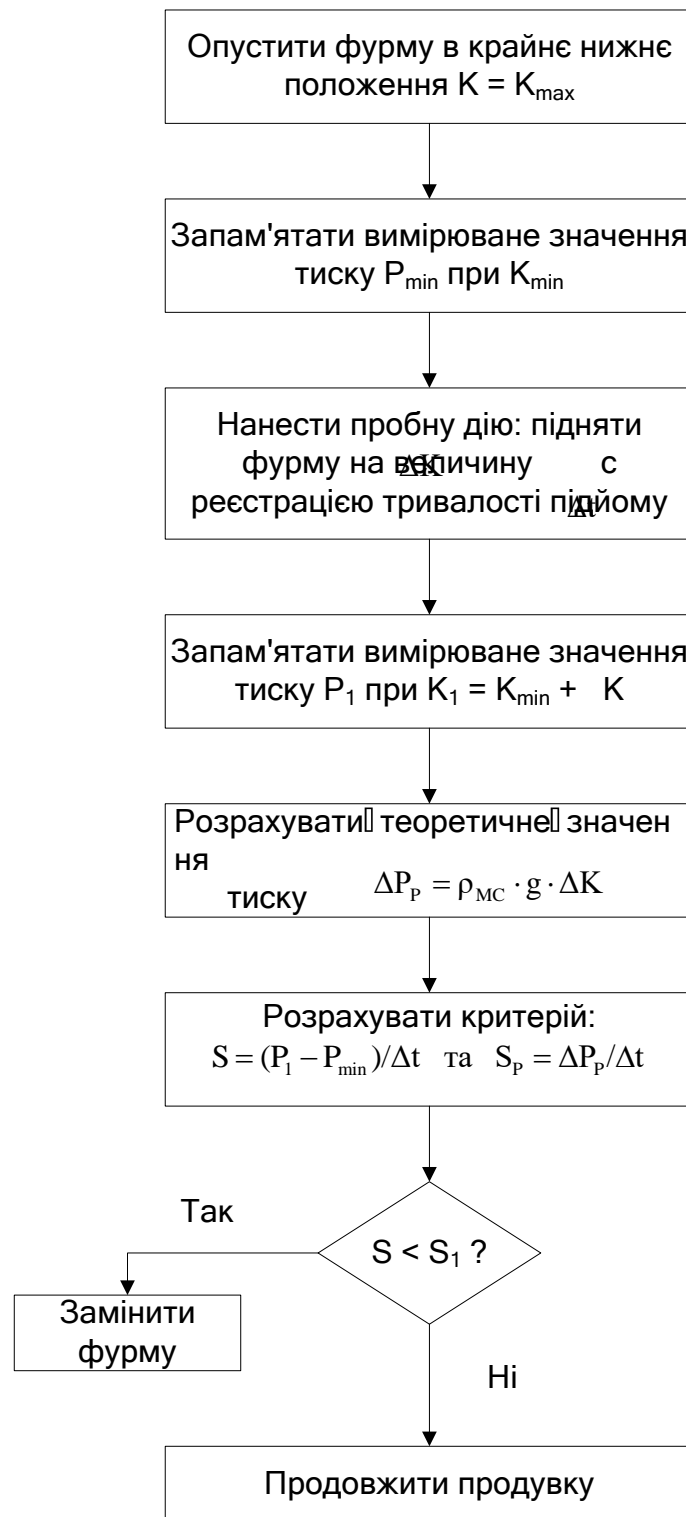 Опустити фурму в крайнє нижнє
положення K = Kmax
Запам'ятати вимірюване значення
тиску Pmin при Kmin
Нанести пробну дію: підняти
фурму на величину ΔK с
реєстрацією тривалості підйому Δt
Запам'ятати вимірюване значення
тиску P1 при K1 = Kmin + K
Розрахувати теоретичне значен
ня
тиску ΔPP = ρMC · g · ΔK
Розрахувати критерій:
S = (P1 − Pmin)/Δt та SP = ΔPP/Δt
Так
S < S1 ?
Замінити
фурму
Ні
Продовжити продувку